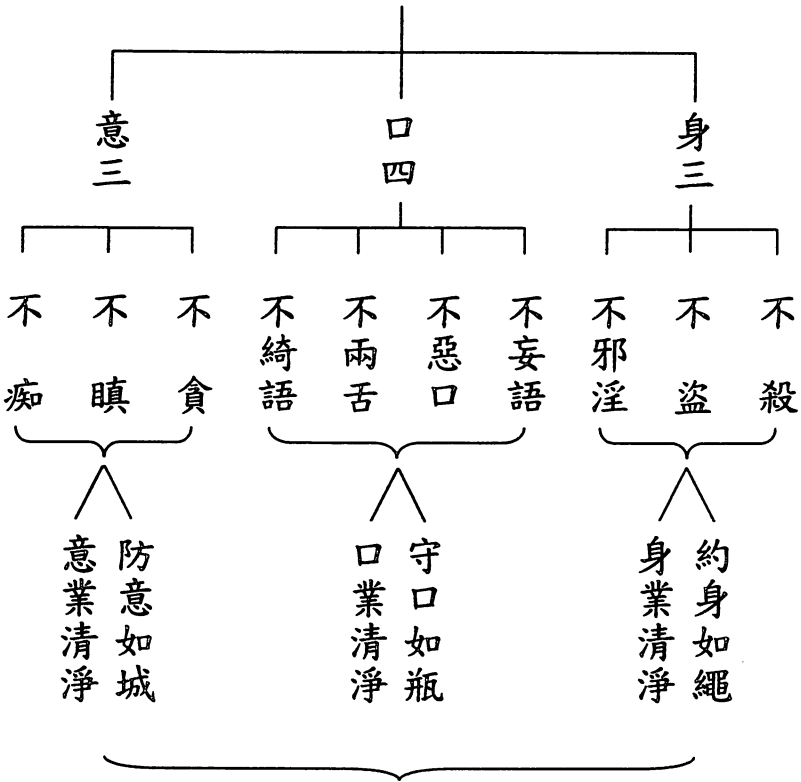 身三
口四
意三
不殺
不盜
不邪淫
不妄語
不惡口
不兩舌
不綺語
不貪
不瞋
不痴
約身如繩
身業清淨
守口如瓶
口業清淨
防意如城
意業清淨